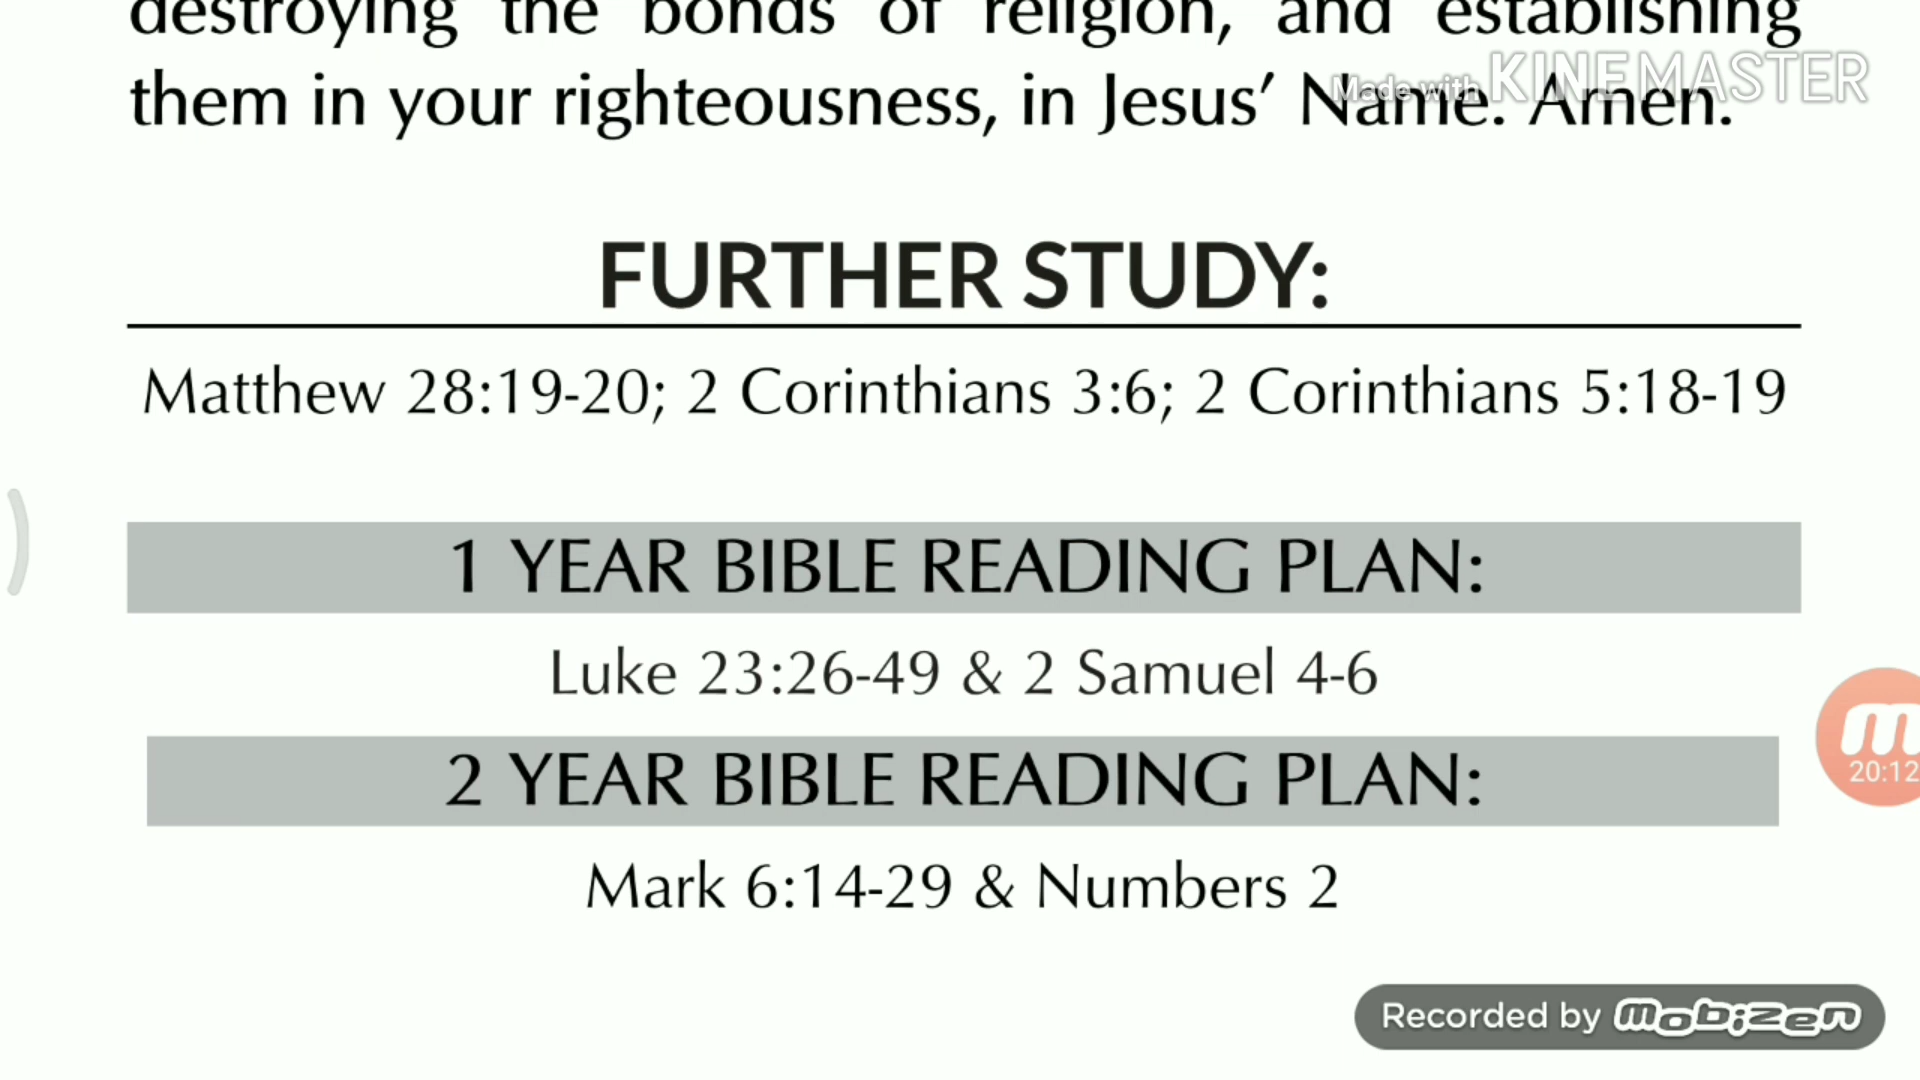 destroying the bonds of religion, and establishing
them in your righteousness, in Jesus’ Name. Amen.
Made with KINEMASTER
FURTHER STUDY:
Matthew 28:19-20; 2 Corinthians 3:6; 2 Corinthians 5:18-19
1 YEAR BIBLE READING PLAN:
Luke 23:26-49 & 2 Samuel 4-6
2 YEAR BIBLE READING PLAN:
Mark 6:14-29 & Numbers 2
m
20:12
Recorded by mobizen